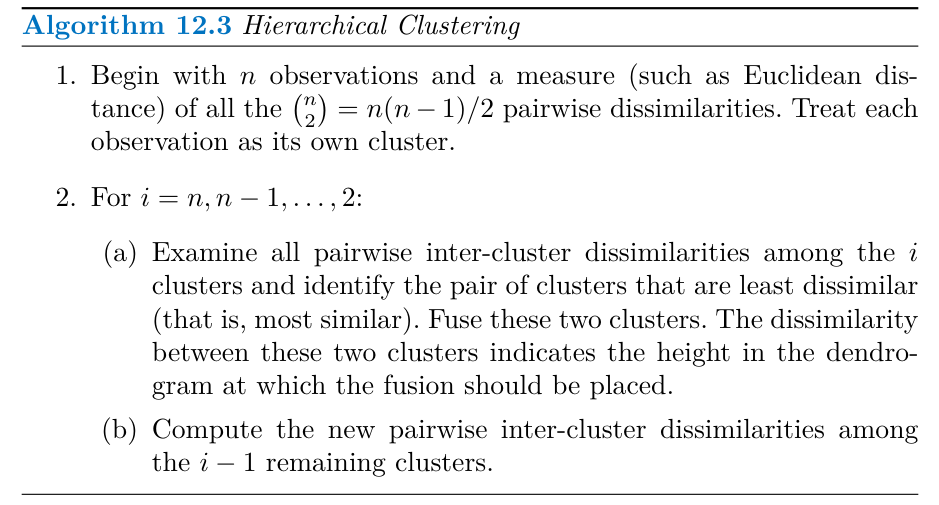 Algorithm 12.3 Hierarchical Clustering
1. Begin with n observations and a measure (such as Euclidean dis-
tance) of all the (n 2) = n(n − 1)/2 pairwise dissimilarities. Treat each
observation as its own cluster.
2. For i = n, n − 1, . . . , 2:
(a) Examine all pairwise inter-cluster dissimilarities among the i
clusters and identify the pair of clusters that are least dissimilar
(that is, most similar). Fuse these two clusters. The dissimilarity
between these two clusters indicates the height in the dendro-
gram at which the fusion should be placed.
(b) Compute the new pairwise inter-cluster dissimilarities among
the i − 1 remaining clusters.